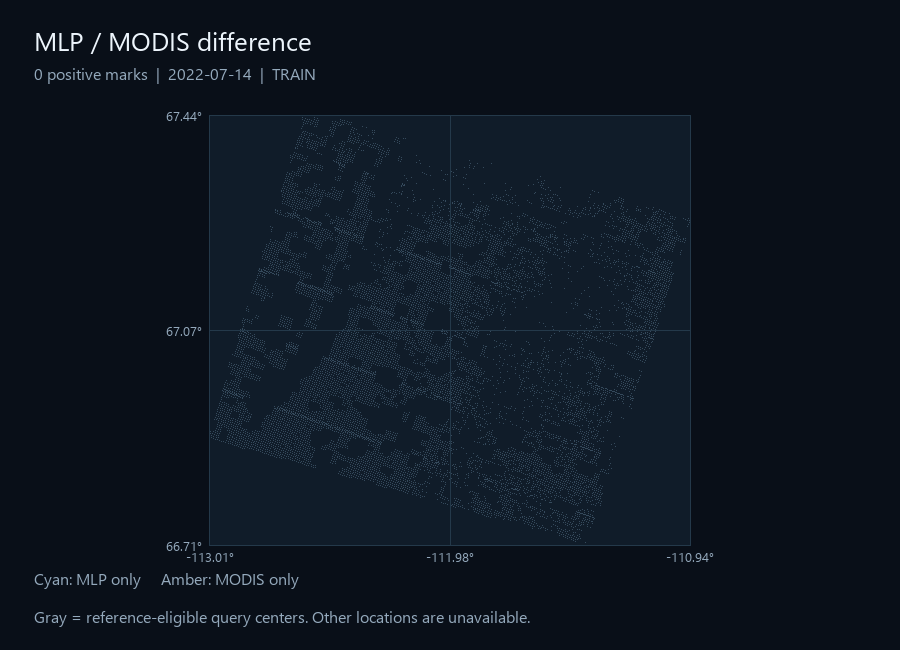 MLP / MODIS difference
0 positive marks | 2022-07-14 | TRAIN
67.44°
67.07°
66.71°
-113.01° -111.98° -110.94°
Cyan: MLP only Amber: MODIS only
Gray = reference-eligible query centers. Other locations are unavailable.